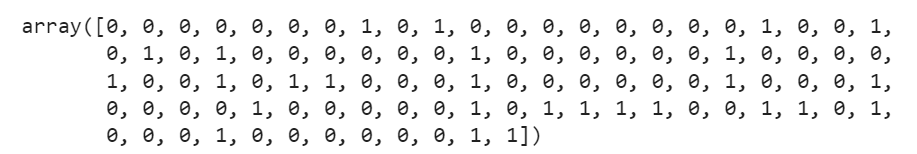 array([0, 0, 0, 0, 0, 0, 0, 1, 0, 1, 0, 0, 0, 0, 0, 0, 0, 0, 1, 0, 0, 1,
0, 1, 0, 1, 0, 0, 0, 0, 0, 0, 1, 0, 0, 0, 0, 0, 0, 1, 0, 0, 0, 0,
1, 0, 0, 1, 0, 1, 1, 0, 0, 0, 1, 0, 0, 0, 0, 0, 0, 1, 0, 0, 0, 1,
0, 0, 0, 0, 1, 0, 0, 0, 0, 0, 1, 0, 1, 1, 1, 1, 0, 0, 1, 1, 0, 1,
0, 0, 0, 1, 0, 0, 0, 0, 0, 0, 1, 1])